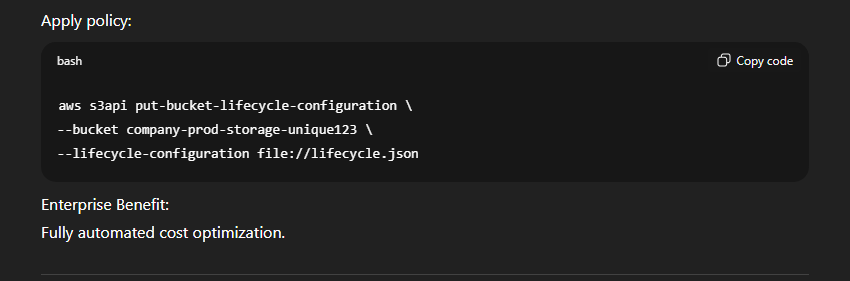 Apply policy:
bash
Copy code
aws s3api put-bucket-lifecycle-configuration \
--bucket company-prod-storage-unique123 \
--lifecycle-configuration file://lifecycle.json
Enterprise Benefit:
Fully automated cost optimization.